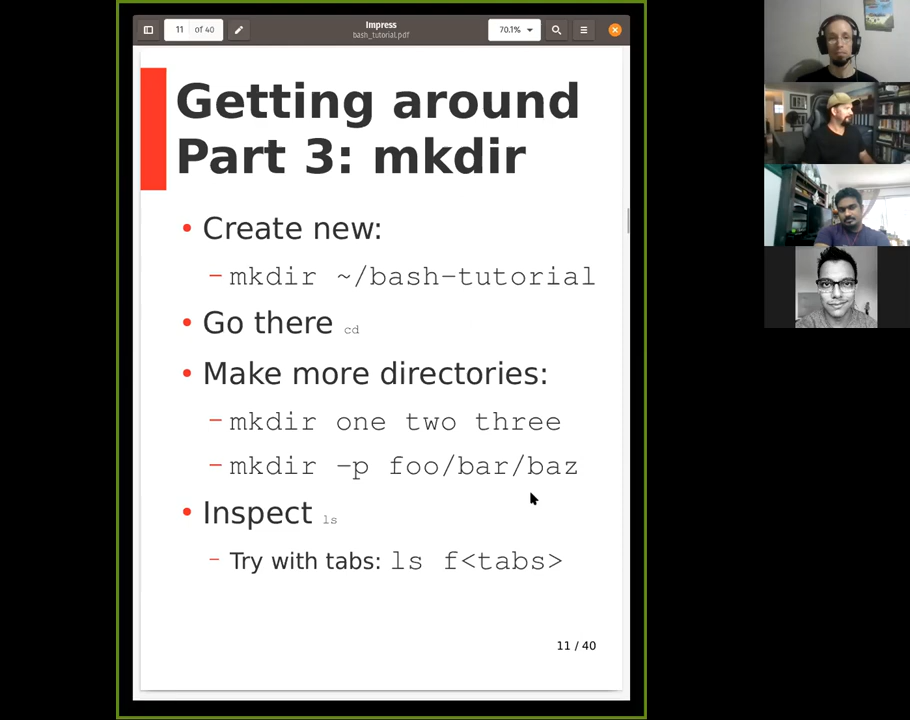 Impress
bash_tutorial.pdf
11 of 40
70.1%
Getting around
Part 3: mkdir
• Create new:
– mkdir ~/bash-tutorial
• Go there cd
• Make more directories:
– mkdir one two three
– mkdir -p foo/bar/baz
• Inspect ls
– Try with tabs: ls f<tabs>
11 / 40